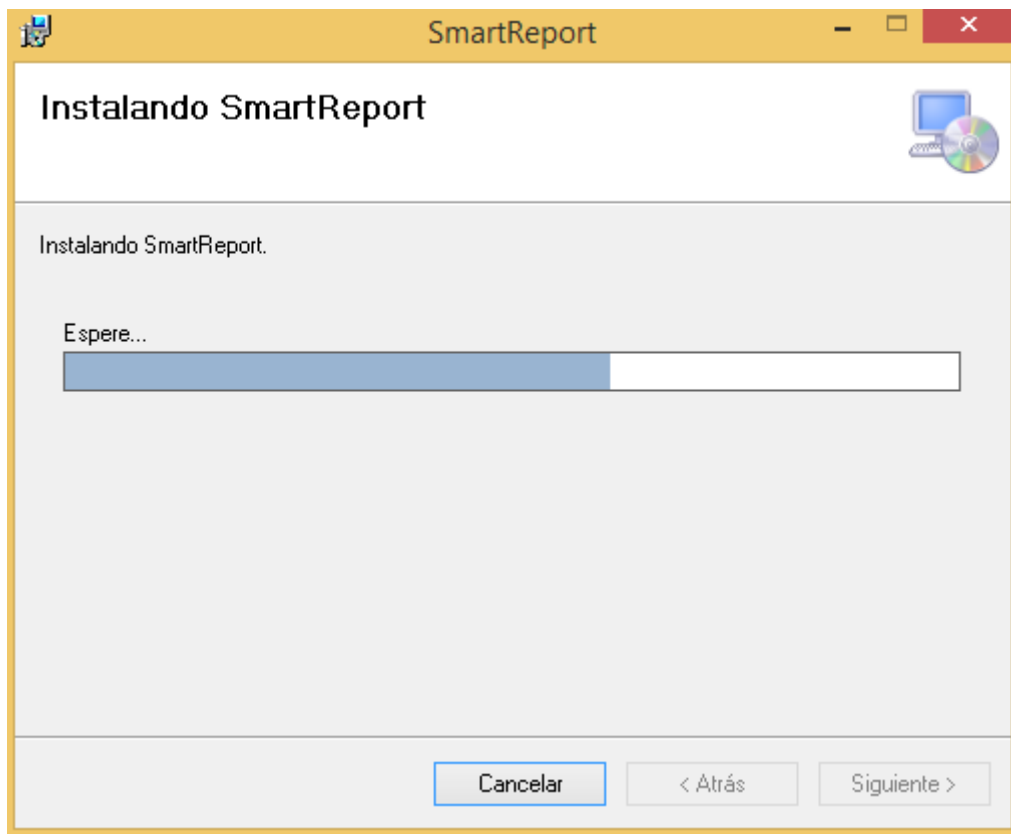 SmartReport
Instalando SmartReport
Instalando SmartReport.
Espere...
Cancelar
< Atrás
Siguiente >